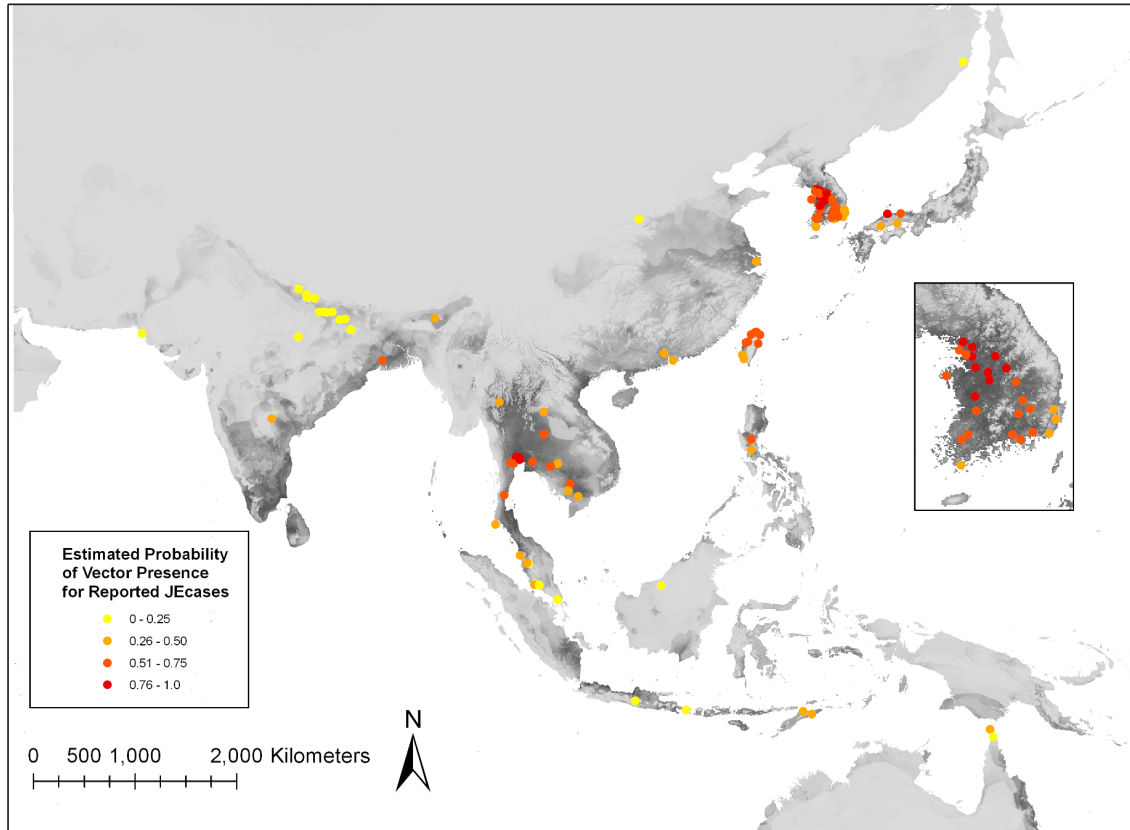 Estimated Probability
of Vector Presence
for Reported JEcases
0 - 0.25
0.26 - 0.50
0.51 - 0.75
0.76 - 1.0
N
0 500 1,000 2,000 Kilometers